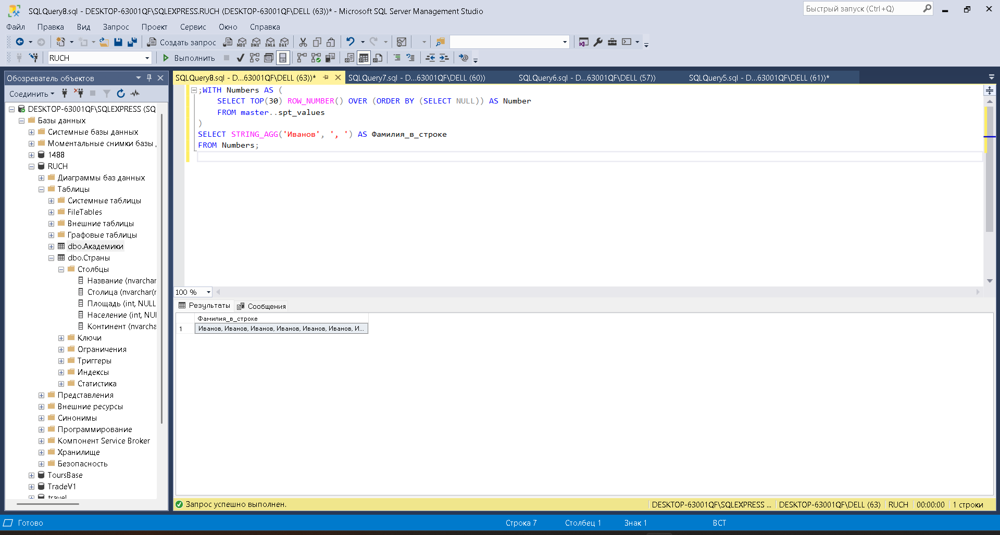 SQLQuery8.sql - DESKTOP-63001QF\SQLEXPRESS.RUCH (DESKTOP-63001QF\DELL (63))* - Microsoft SQL Server Management Studio
Быстрый запуск (Ctrl+Q)
Файл Правка Вид Запрос Проект Сервис Окно Справка
Создать запрос MDX DMX XMLA DAX
RUCH Выполнить
Обозреватель объектов
Соединить
DESKTOP-63001QF\SQLEXPRESS (SQ
Базы данных
Системные базы данных
Моментальные снимки базы
1488
RUCH
Диаграммы баз данных
Таблицы
Системные таблицы
FileTables
Внешние таблицы
Графовые таблицы
dbo.Академики
dbo.Страны
Столбцы
Название (nvarchar
Столица (nvarchar(
Площадь (int, NULL
Население (int, NUL
Континент (nvarcha
Ключи
Ограничения
Триггеры
Индексы
Статистика
Представления
Внешние ресурсы
Синонимы
Программирование
Компонент Service Broker
Хранилище
Безопасность
ToursBase
TradeV1
travel
SQLQuery8.sql - D...63001QF\DELL (63))* SQLQuery7.sql - D...63001QF\DELL (60)) SQLQuery6.sql - D...63001QF\DELL (57)) SQLQuery5.sql - D...63001QF\DELL (61))*
;WITH Numbers AS (
SELECT TOP(30) ROW_NUMBER() OVER (ORDER BY (SELECT NULL)) AS Number
FROM master..spt_values
)
SELECT STRING_AGG('Иванов', ', ') AS Фамилия_в_строке
FROM Numbers;
100 %
Результаты Сообщения
Фамилия_в_строке
1 Иванов, Иванов, Иванов, Иванов, Иванов, Иванов, И...
Запрос успешно выполнен. DESKTOP-63001QF\SQLEXPRESS ... DESKTOP-63001QF\DELL (63) RUCH 00:00:00 1 строки
Готово Строка 7 Столбец 1 Знак 1 ВСТ